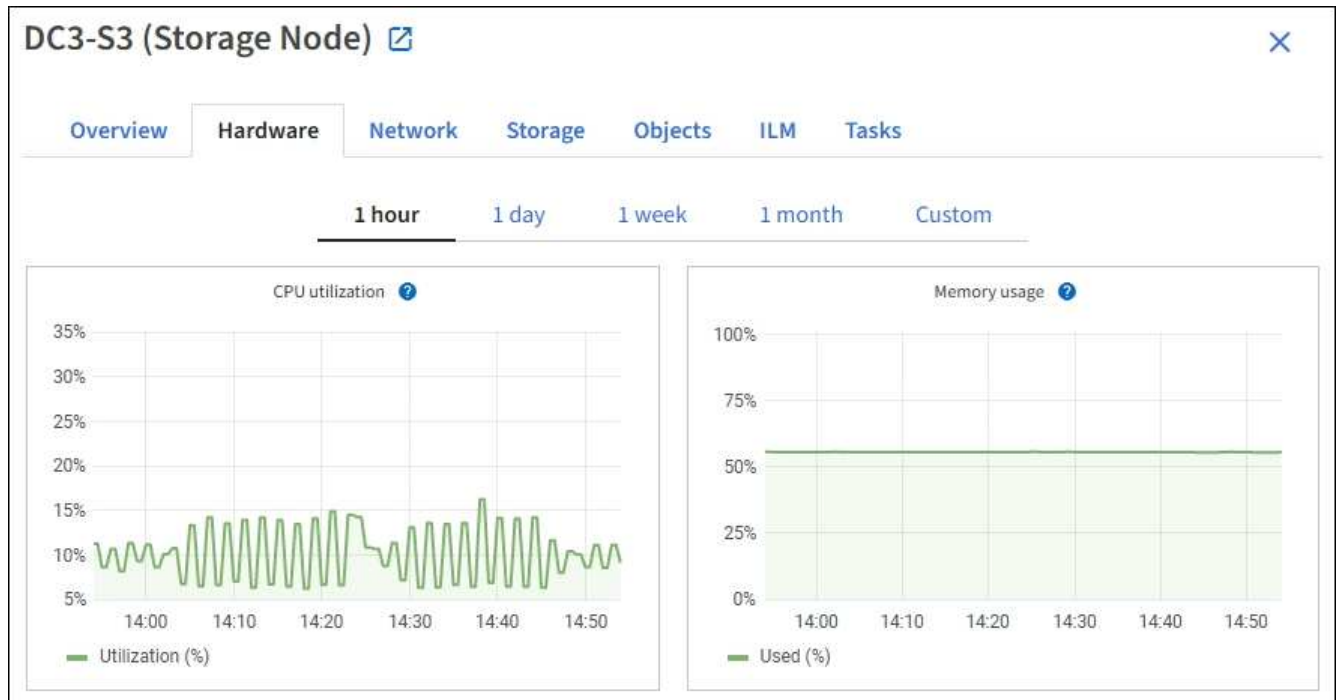 DC3-S3 (Storage Node)
Overview Hardware Network Storage Objects ILM Tasks
1 hour 1 day 1 week 1 month Custom
CPU utilization ?
35%
30%
25%
20%
15%
10%
5%
14:00 14:10 14:20 14:30 14:40 14:50
Utilization (%)
Memory usage ?
100%
75%
50%
25%
0%
14:00 14:10 14:20 14:30 14:40 14:50
Used (%)